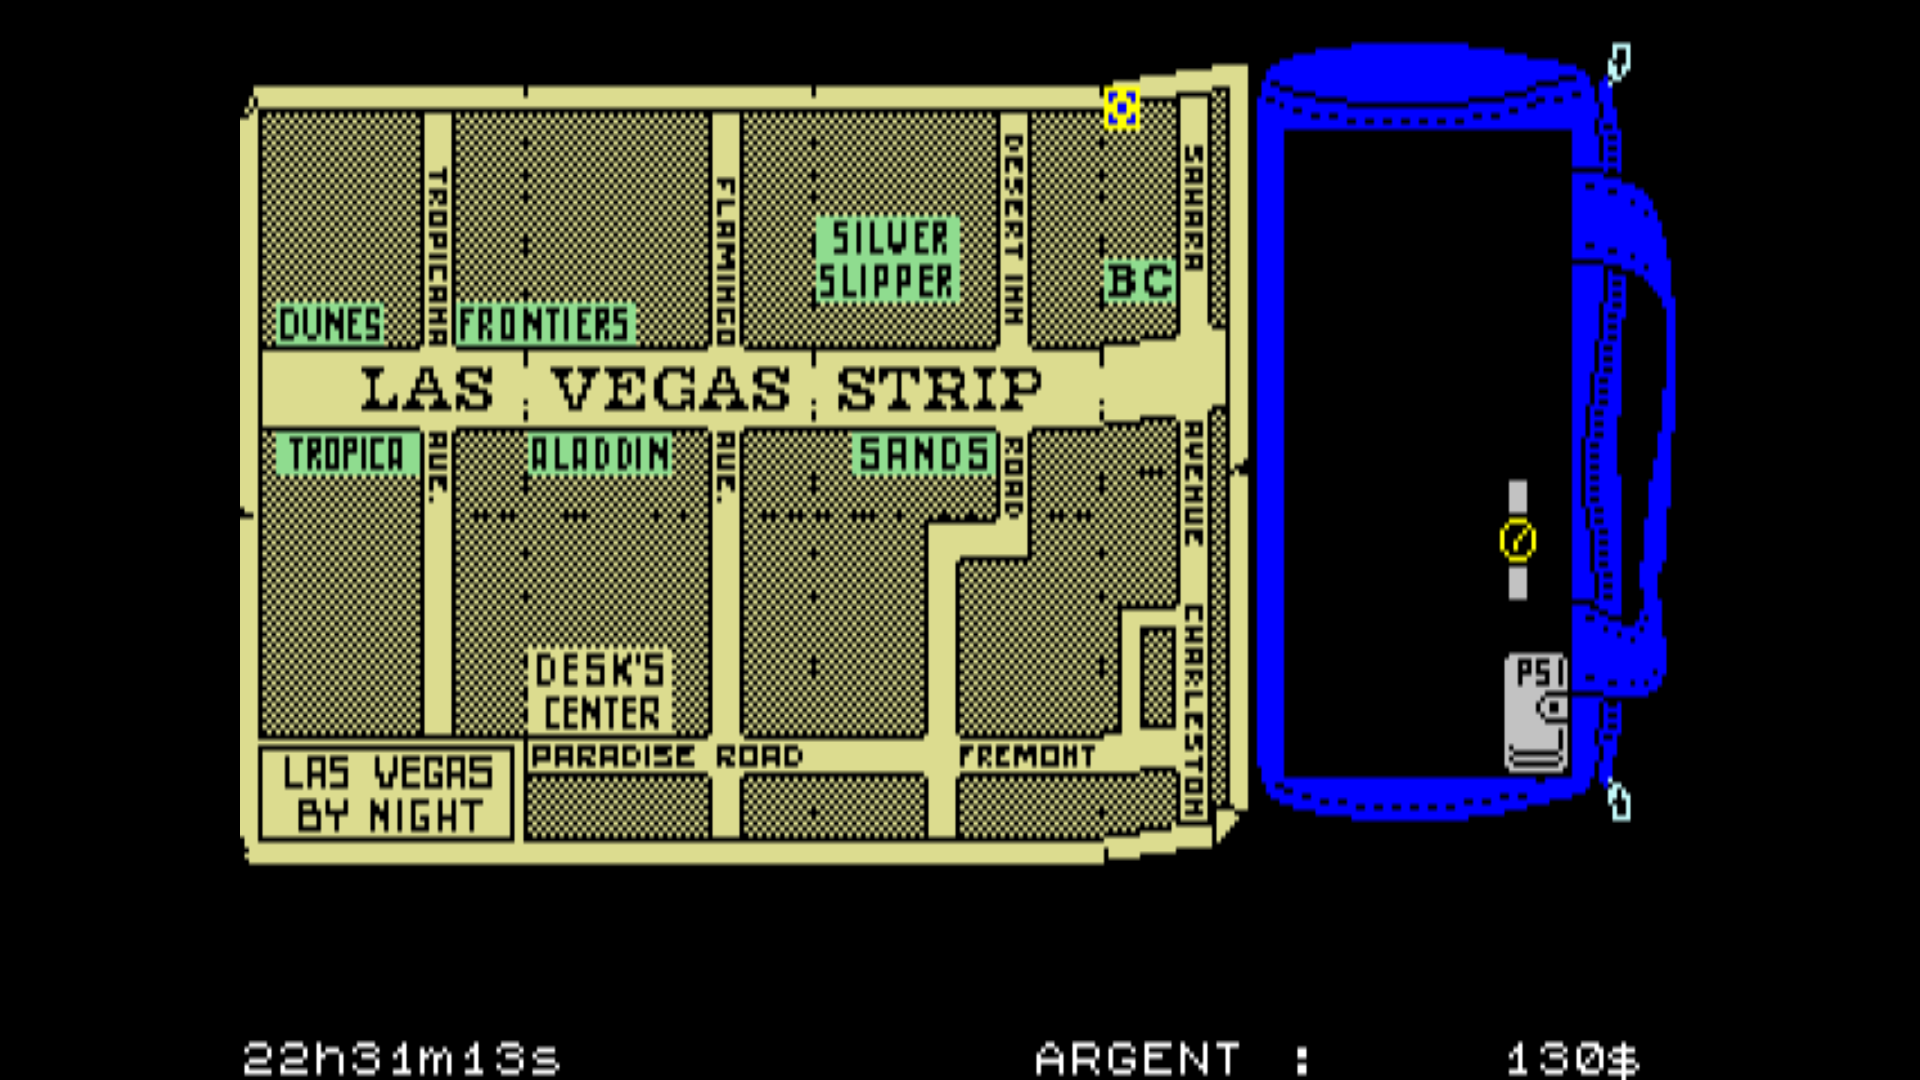 TROPICANA AVE.
FLAMINGO AVE.
DESERT INN ROAD
SAHARA AVENUE
CHARLESTON
SILVER
SLIPPER
BC
DUNES
FRONTIERS
LAS VEGAS STRIP
TROPICA
ALADDIN
SANDS
DESK'S
CENTER
PARADISE ROAD
FREMONT
LAS VEGAS
BY NIGHT
PSI
22h31m13s
ARGENT : 130$